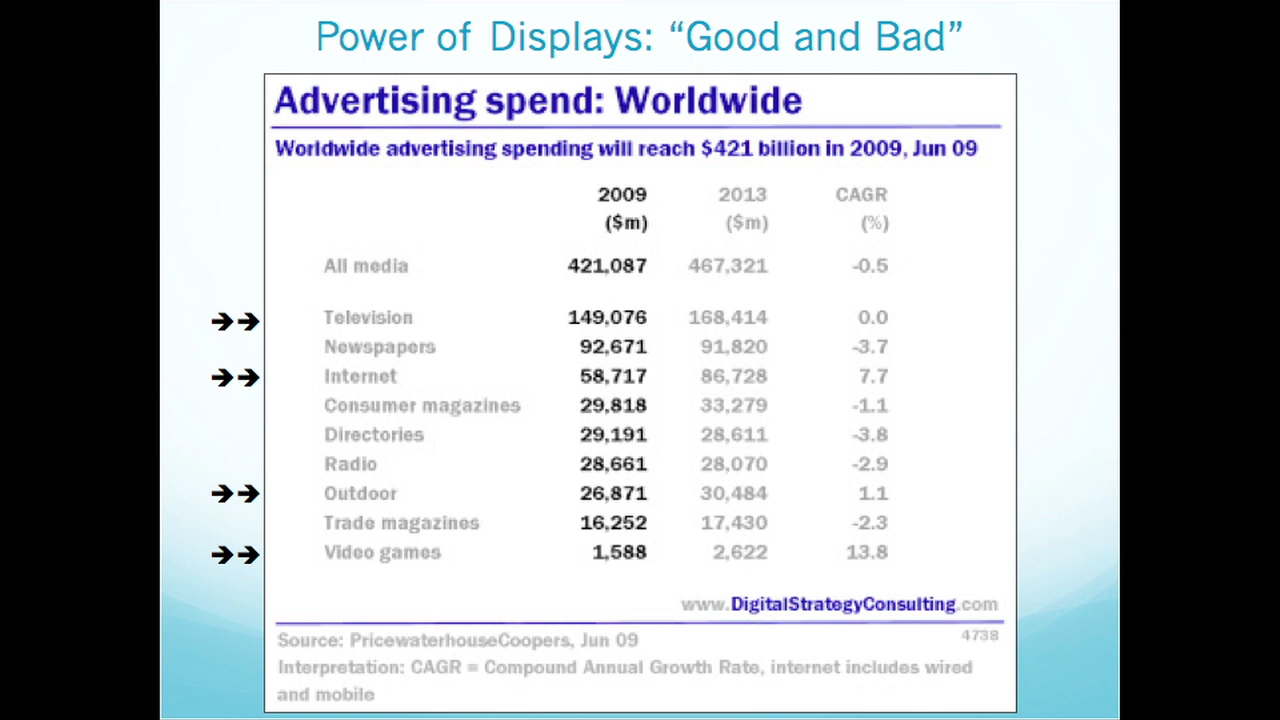 Power of Displays: “Good and Bad”
Advertising spend: Worldwide
Worldwide advertising spending will reach $421 billion in 2009, Jun 09
2009 2013 CAGR
($m) ($m) (%)
All media 421,087 467,321 -0.5
➔➔ Television 149,076 168,414 0.0
Newspapers 92,671 91,820 -3.7
➔➔ Internet 58,717 86,728 7.7
Consumer magazines 29,818 33,279 -1.1
Directories 29,191 28,611 -3.8
Radio 28,661 28,070 -2.9
➔➔ Outdoor 26,871 30,484 1.1
Trade magazines 16,252 17,430 -2.3
➔➔ Video games 1,588 2,622 13.8
www.DigitalStrategyConsulting.com
Source: PricewaterhouseCoopers, Jun 09 4738
Interpretation: CAGR = Compound Annual Growth Rate, internet includes wired
and mobile